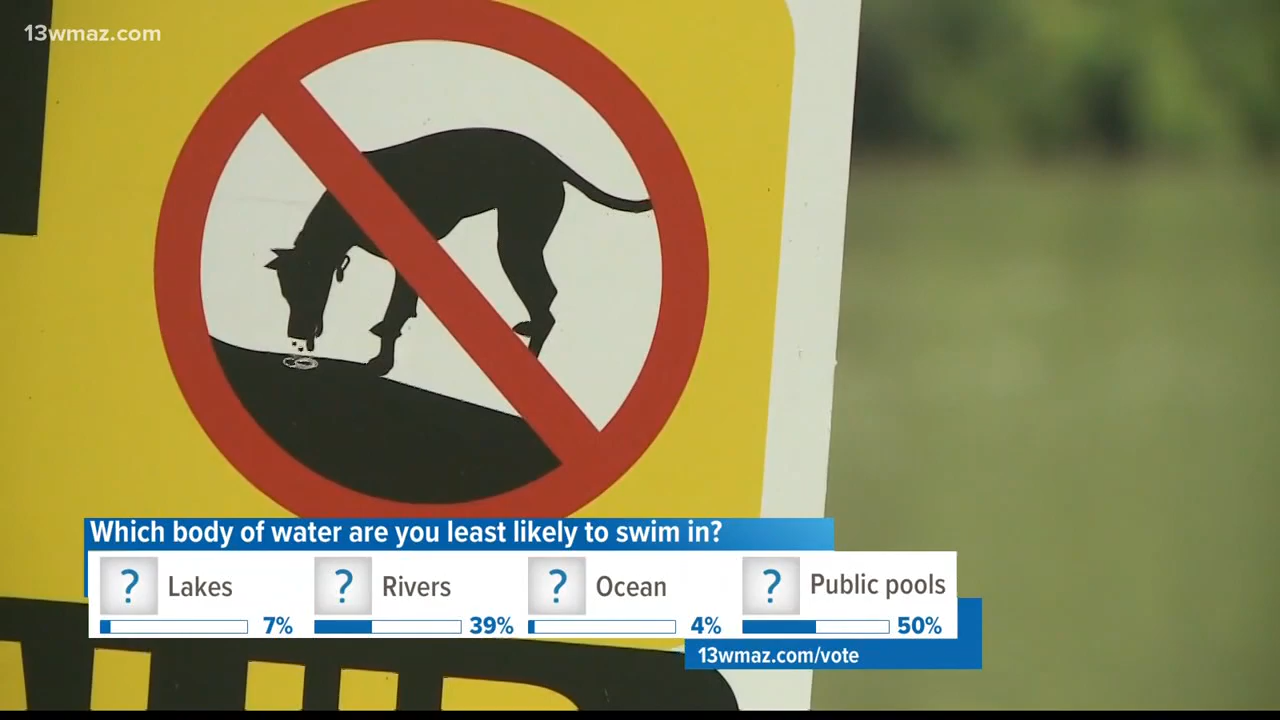 13wmaz.com
Which body of water are you least likely to swim in?
? Lakes ? Rivers ? Ocean ? Public pools
7% 39% 4% 50%
13wmaz.com/vote